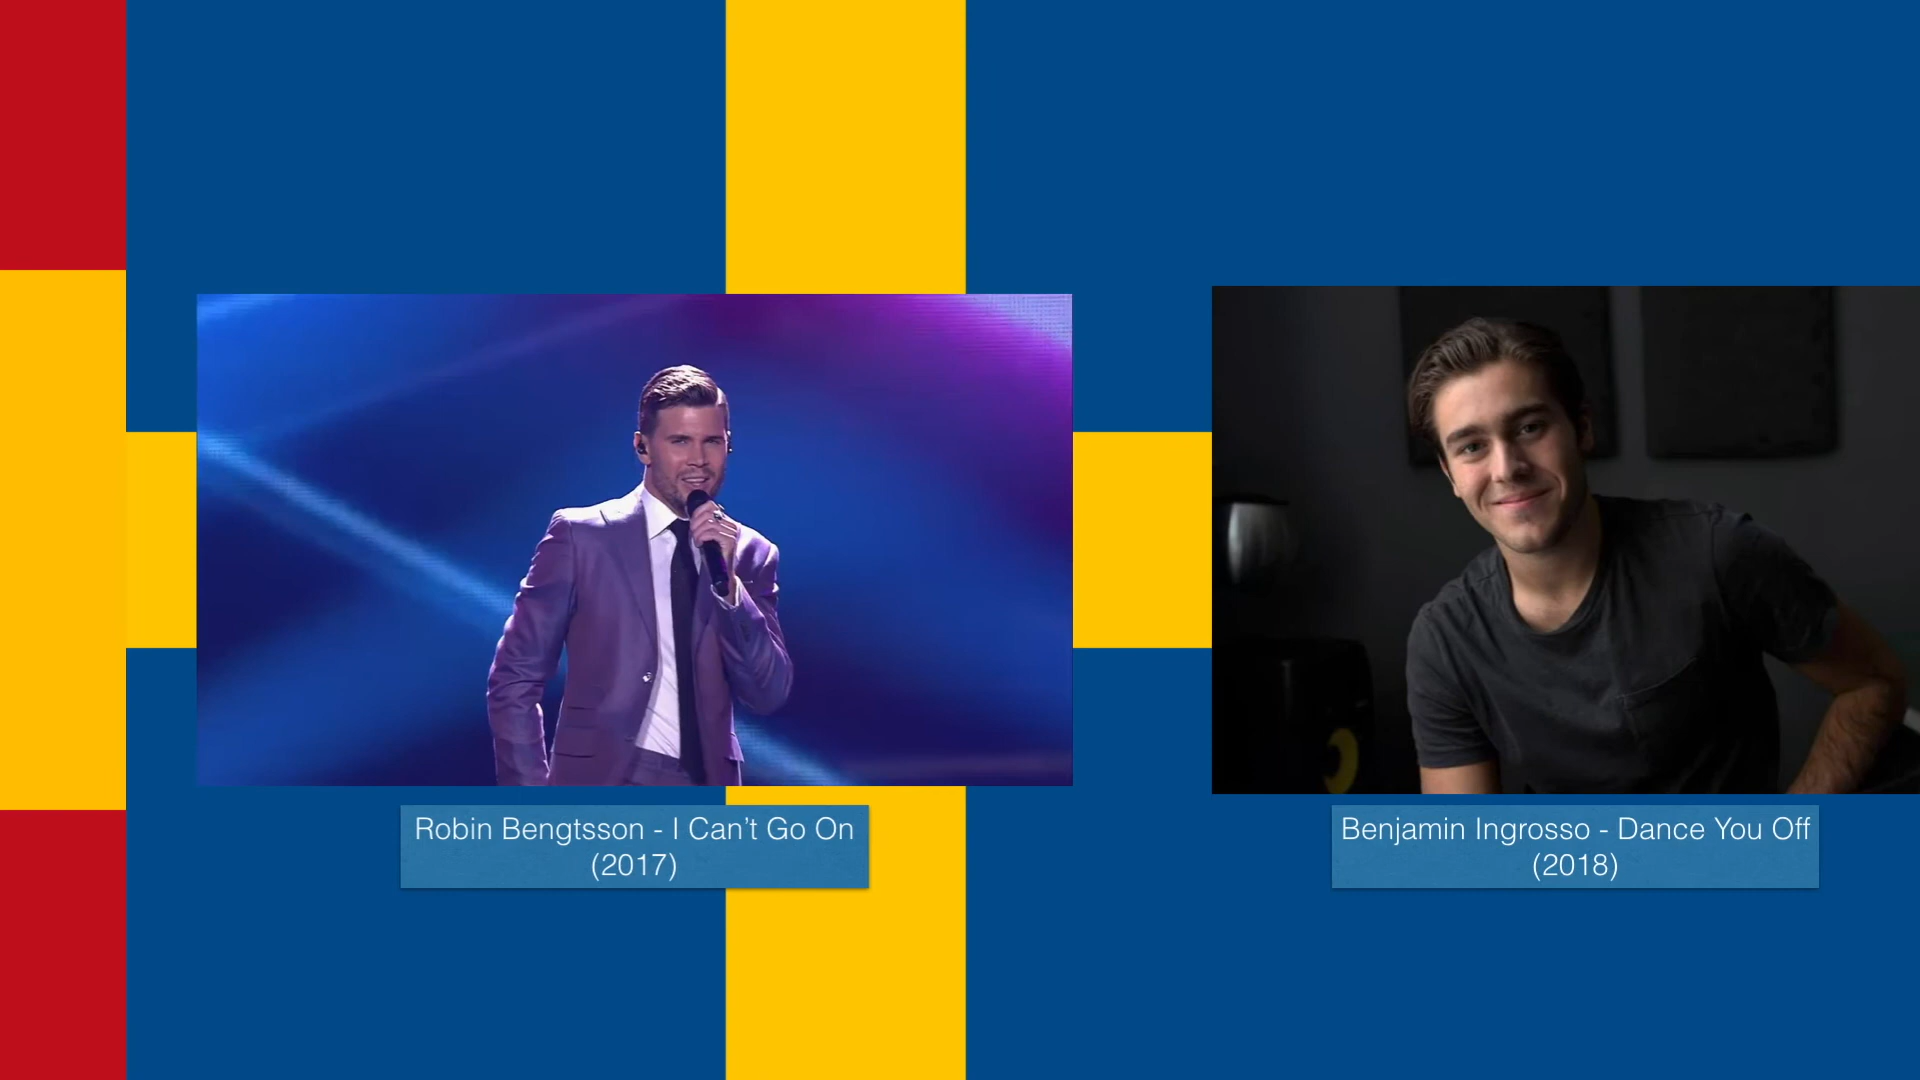 Robin Bengtsson - I Can’t Go On
(2017)
Benjamin Ingrosso - Dance You Off
(2018)